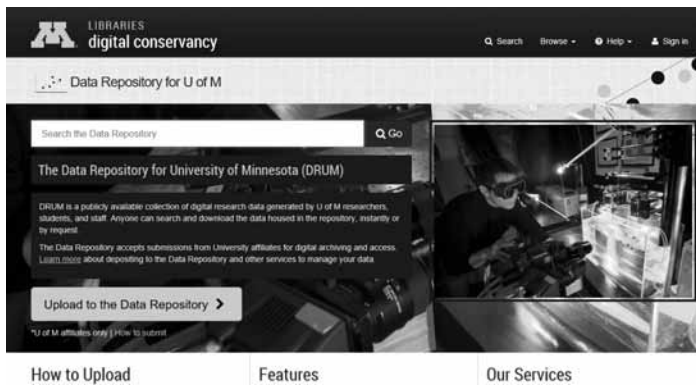 LIBRARIES
digital conservancy
Search Browse Help Sign in
Data Repository for U of M
Search the Data Repository
Go
The Data Repository for University of Minnesota (DRUM)
DRUM is a publicly available collection of digital research data generated by U of M researchers,
students, and staff. Anyone can search and download the data housed in the repository, instantly or
by request.
The Data Repository accepts submissions from University affiliates for digital archiving and access.
Learn more about depositing to the Data Repository and other services to manage your data
Upload to the Data Repository
*U of M affiliates only | How to submit
How to Upload
Features
Our Services